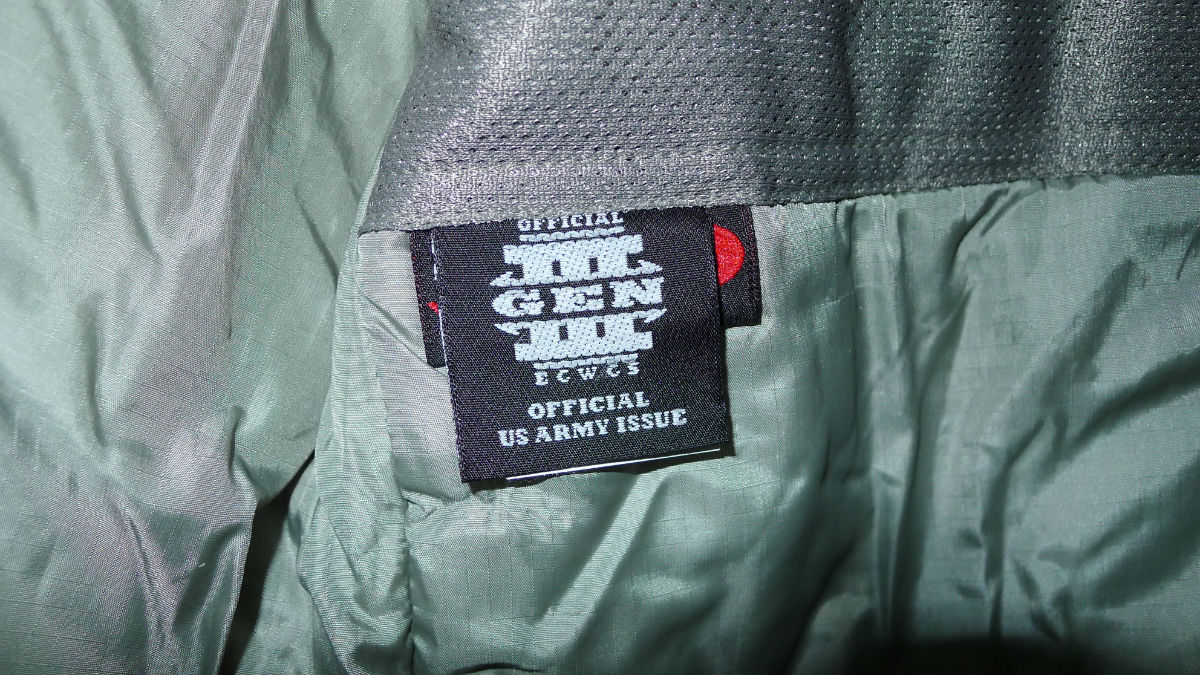 OFFICIAL
III
GEN
III
ECWCS
OFFICIAL
US ARMY ISSUE